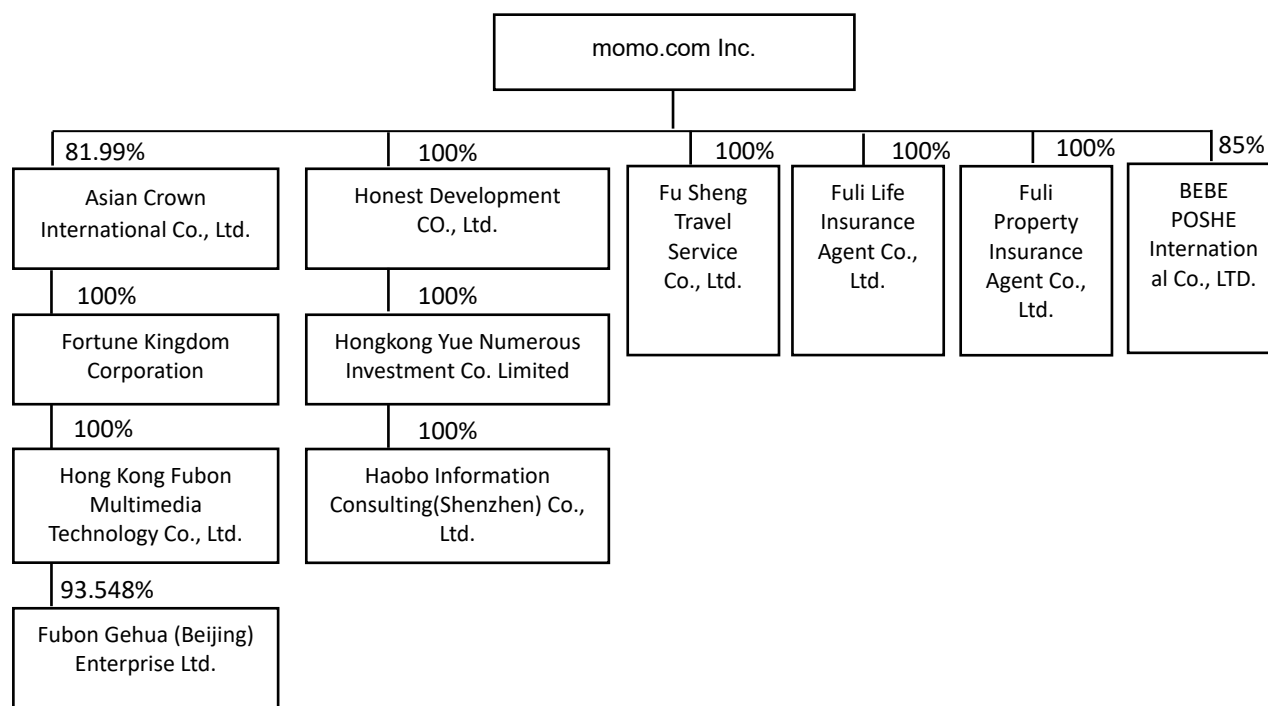 momo.com Inc.
81.99%
100%
100%
100%
100%
85%
Asian Crown
International Co., Ltd.
Honest Development
CO., Ltd.
Fu Sheng
Travel
Service
Co., Ltd.
Fuli Life
Insurance
Agent Co.,
Ltd.
Fuli
Property
Insurance
Agent Co.,
Ltd.
BEBE
POSHE
Internation
al Co., LTD.
100%
100%
Fortune Kingdom
Corporation
Hongkong Yue Numerous
Investment Co. Limited
100%
100%
Hong Kong Fubon
Multimedia
Technology Co., Ltd.
Haobo Information
Consulting(Shenzhen) Co.,
Ltd.
93.548%
Fubon Gehua (Beijing)
Enterprise Ltd.